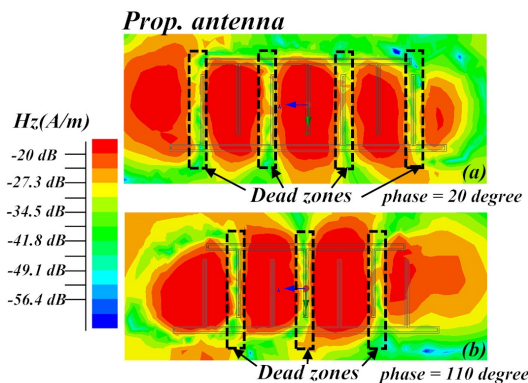 Prop. antenna
Hz(A/m)
-20 dB
-27.3 dB
-34.5 dB
-41.8 dB
-49.1 dB
-56.4 dB
(a)
Dead zones
phase = 20 degree
(b)
Dead zones
phase = 110 degree